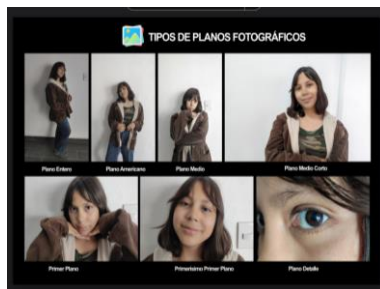 TIPOS DE PLANOS FOTOGRÁFICOS
Plano Entero
Plano Americano
Plano Medio
Plano Medio Corto
Primer Plano
Primerísimo Primer Plano
Plano Detalle